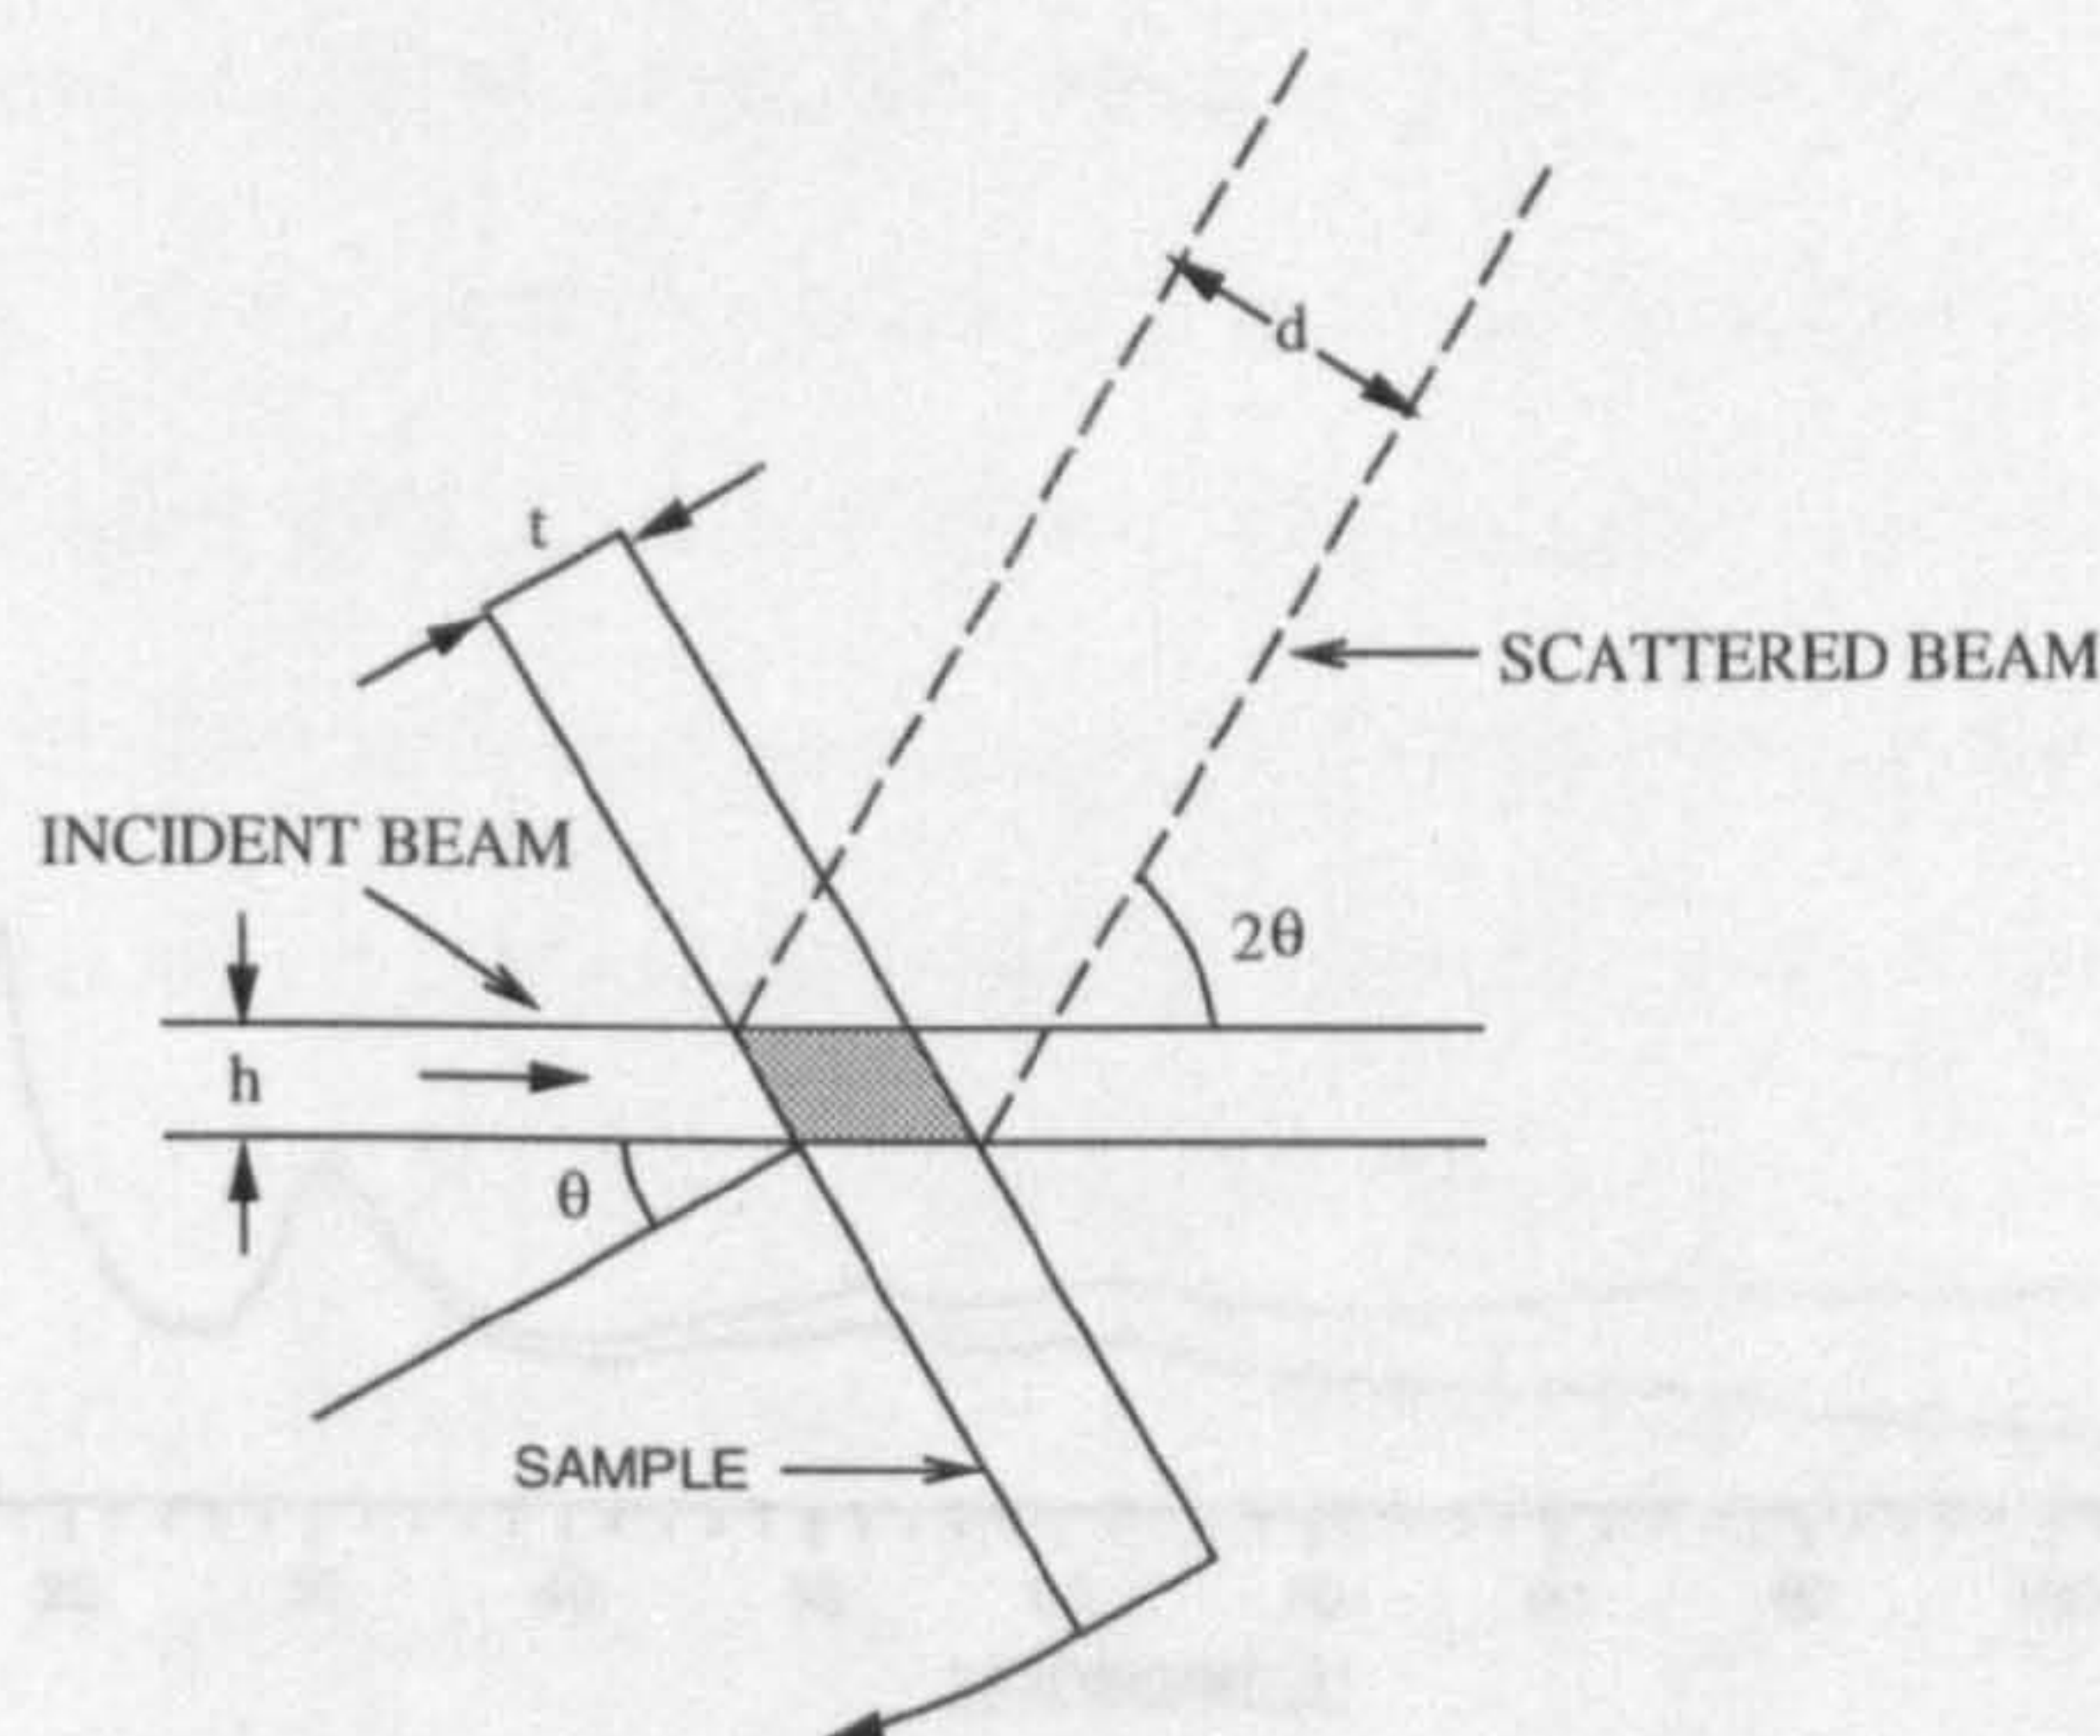 d
t
SCATTERED BEAM
INCIDENT BEAM
2θ
h
θ
SAMPLE